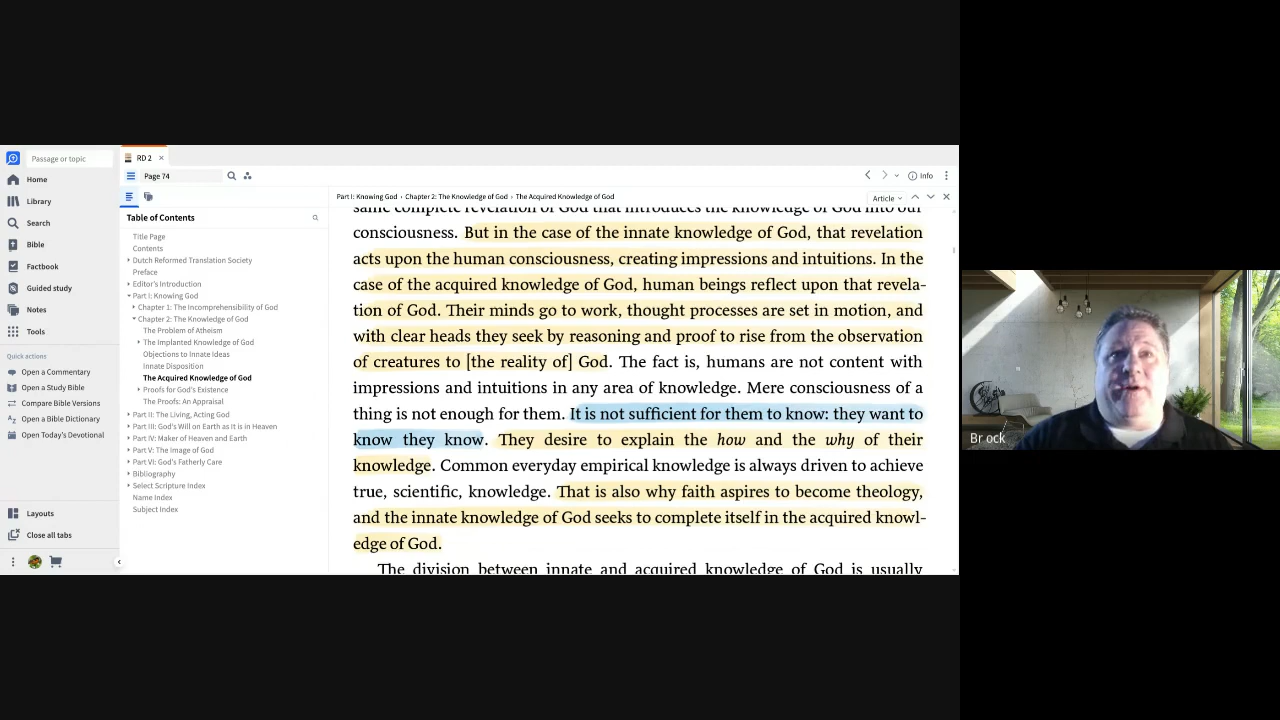 RD 2
Passage or topic
Page 74
Info
Home
Library
Search
Bible
Factbook
Guided study
Notes
Tools
Quick actions
Open a Commentary
Open a Study Bible
Compare Bible Versions
Open a Bible Dictionary
Open Today's Devotional
Layouts
Close all tabs
Table of Contents
Title Page
Contents
Dutch Reformed Translation Society
Preface
Editor's Introduction
Part I: Knowing God
Chapter 1: The Incomprehensibility of God
Chapter 2: The Knowledge of God
The Problem of Atheism
The Implanted Knowledge of God
Objections to Innate Ideas
Innate Disposition
The Acquired Knowledge of God
Proofs for God's Existence
The Proofs: An Appraisal
Part II: The Living, Acting God
Part III: God's Will on Earth as It is in Heaven
Part IV: Maker of Heaven and Earth
Part V: The Image of God
Part VI: God's Fatherly Care
Bibliography
Select Scripture Index
Name Index
Subject Index
Part I: Knowing God › Chapter 2: The Knowledge of God › The Acquired Knowledge of God
Article
same complete revelation of God that introduces the knowledge of God into our
consciousness. But in the case of the innate knowledge of God, that revelation
acts upon the human consciousness, creating impressions and intuitions. In the
case of the acquired knowledge of God, human beings reflect upon that revela-
tion of God. Their minds go to work, thought processes are set in motion, and
with clear heads they seek by reasoning and proof to rise from the observation
of creatures to [the reality of] God. The fact is, humans are not content with
impressions and intuitions in any area of knowledge. Mere consciousness of a
thing is not enough for them. It is not sufficient for them to know: they want to
know they know. They desire to explain the how and the why of their
knowledge. Common everyday empirical knowledge is always driven to achieve
true, scientific, knowledge. That is also why faith aspires to become theology,
and the innate knowledge of God seeks to complete itself in the acquired knowl-
edge of God.
The division between innate and acquired knowledge of God is usually
Br ock